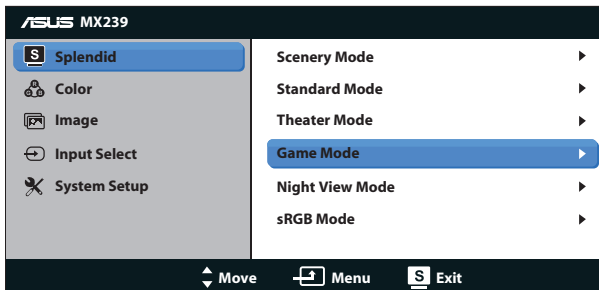 ASUS MX239
S Splendid
Color
Image
Input Select
System Setup
Scenery Mode
Standard Mode
Theater Mode
Game Mode
Night View Mode
sRGB Mode
Move Menu S Exit